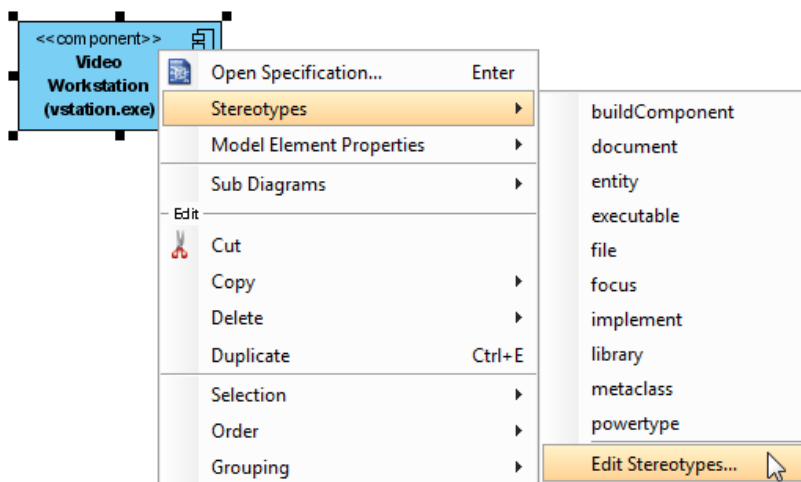 <<component>>
Video
Workstation
(vstation.exe)
Open Specification... Enter
Stereotypes
Model Element Properties
Sub Diagrams
Edit
Cut
Copy
Delete
Duplicate Ctrl+E
Selection
Order
Grouping
buildComponent
document
entity
executable
file
focus
implement
library
metaclass
powertype
Edit Stereotypes...